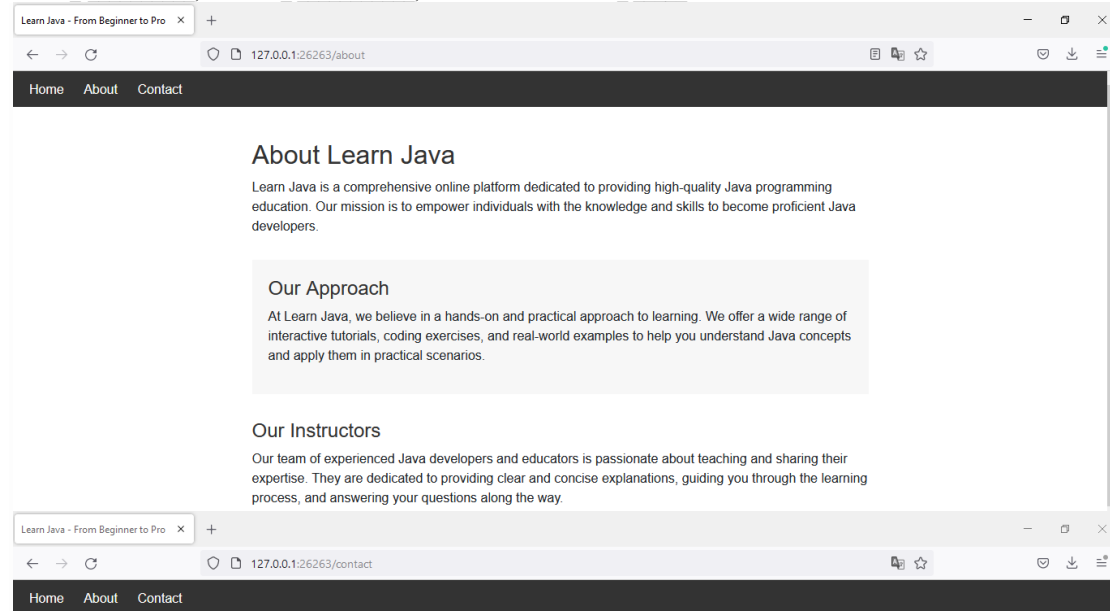 Learn Java - From Beginner to Pro
127.0.0.1:26263/about
Home About Contact
About Learn Java
Learn Java is a comprehensive online platform dedicated to providing high-quality Java programming
education. Our mission is to empower individuals with the knowledge and skills to become proficient Java
developers.
Our Approach
At Learn Java, we believe in a hands-on and practical approach to learning. We offer a wide range of
interactive tutorials, coding exercises, and real-world examples to help you understand Java concepts
and apply them in practical scenarios.
Our Instructors
Our team of experienced Java developers and educators is passionate about teaching and sharing their
expertise. They are dedicated to providing clear and concise explanations, guiding you through the learning
process, and answering your questions along the way.
Learn Java - From Beginner to Pro
127.0.0.1:26263/contact
Home About Contact